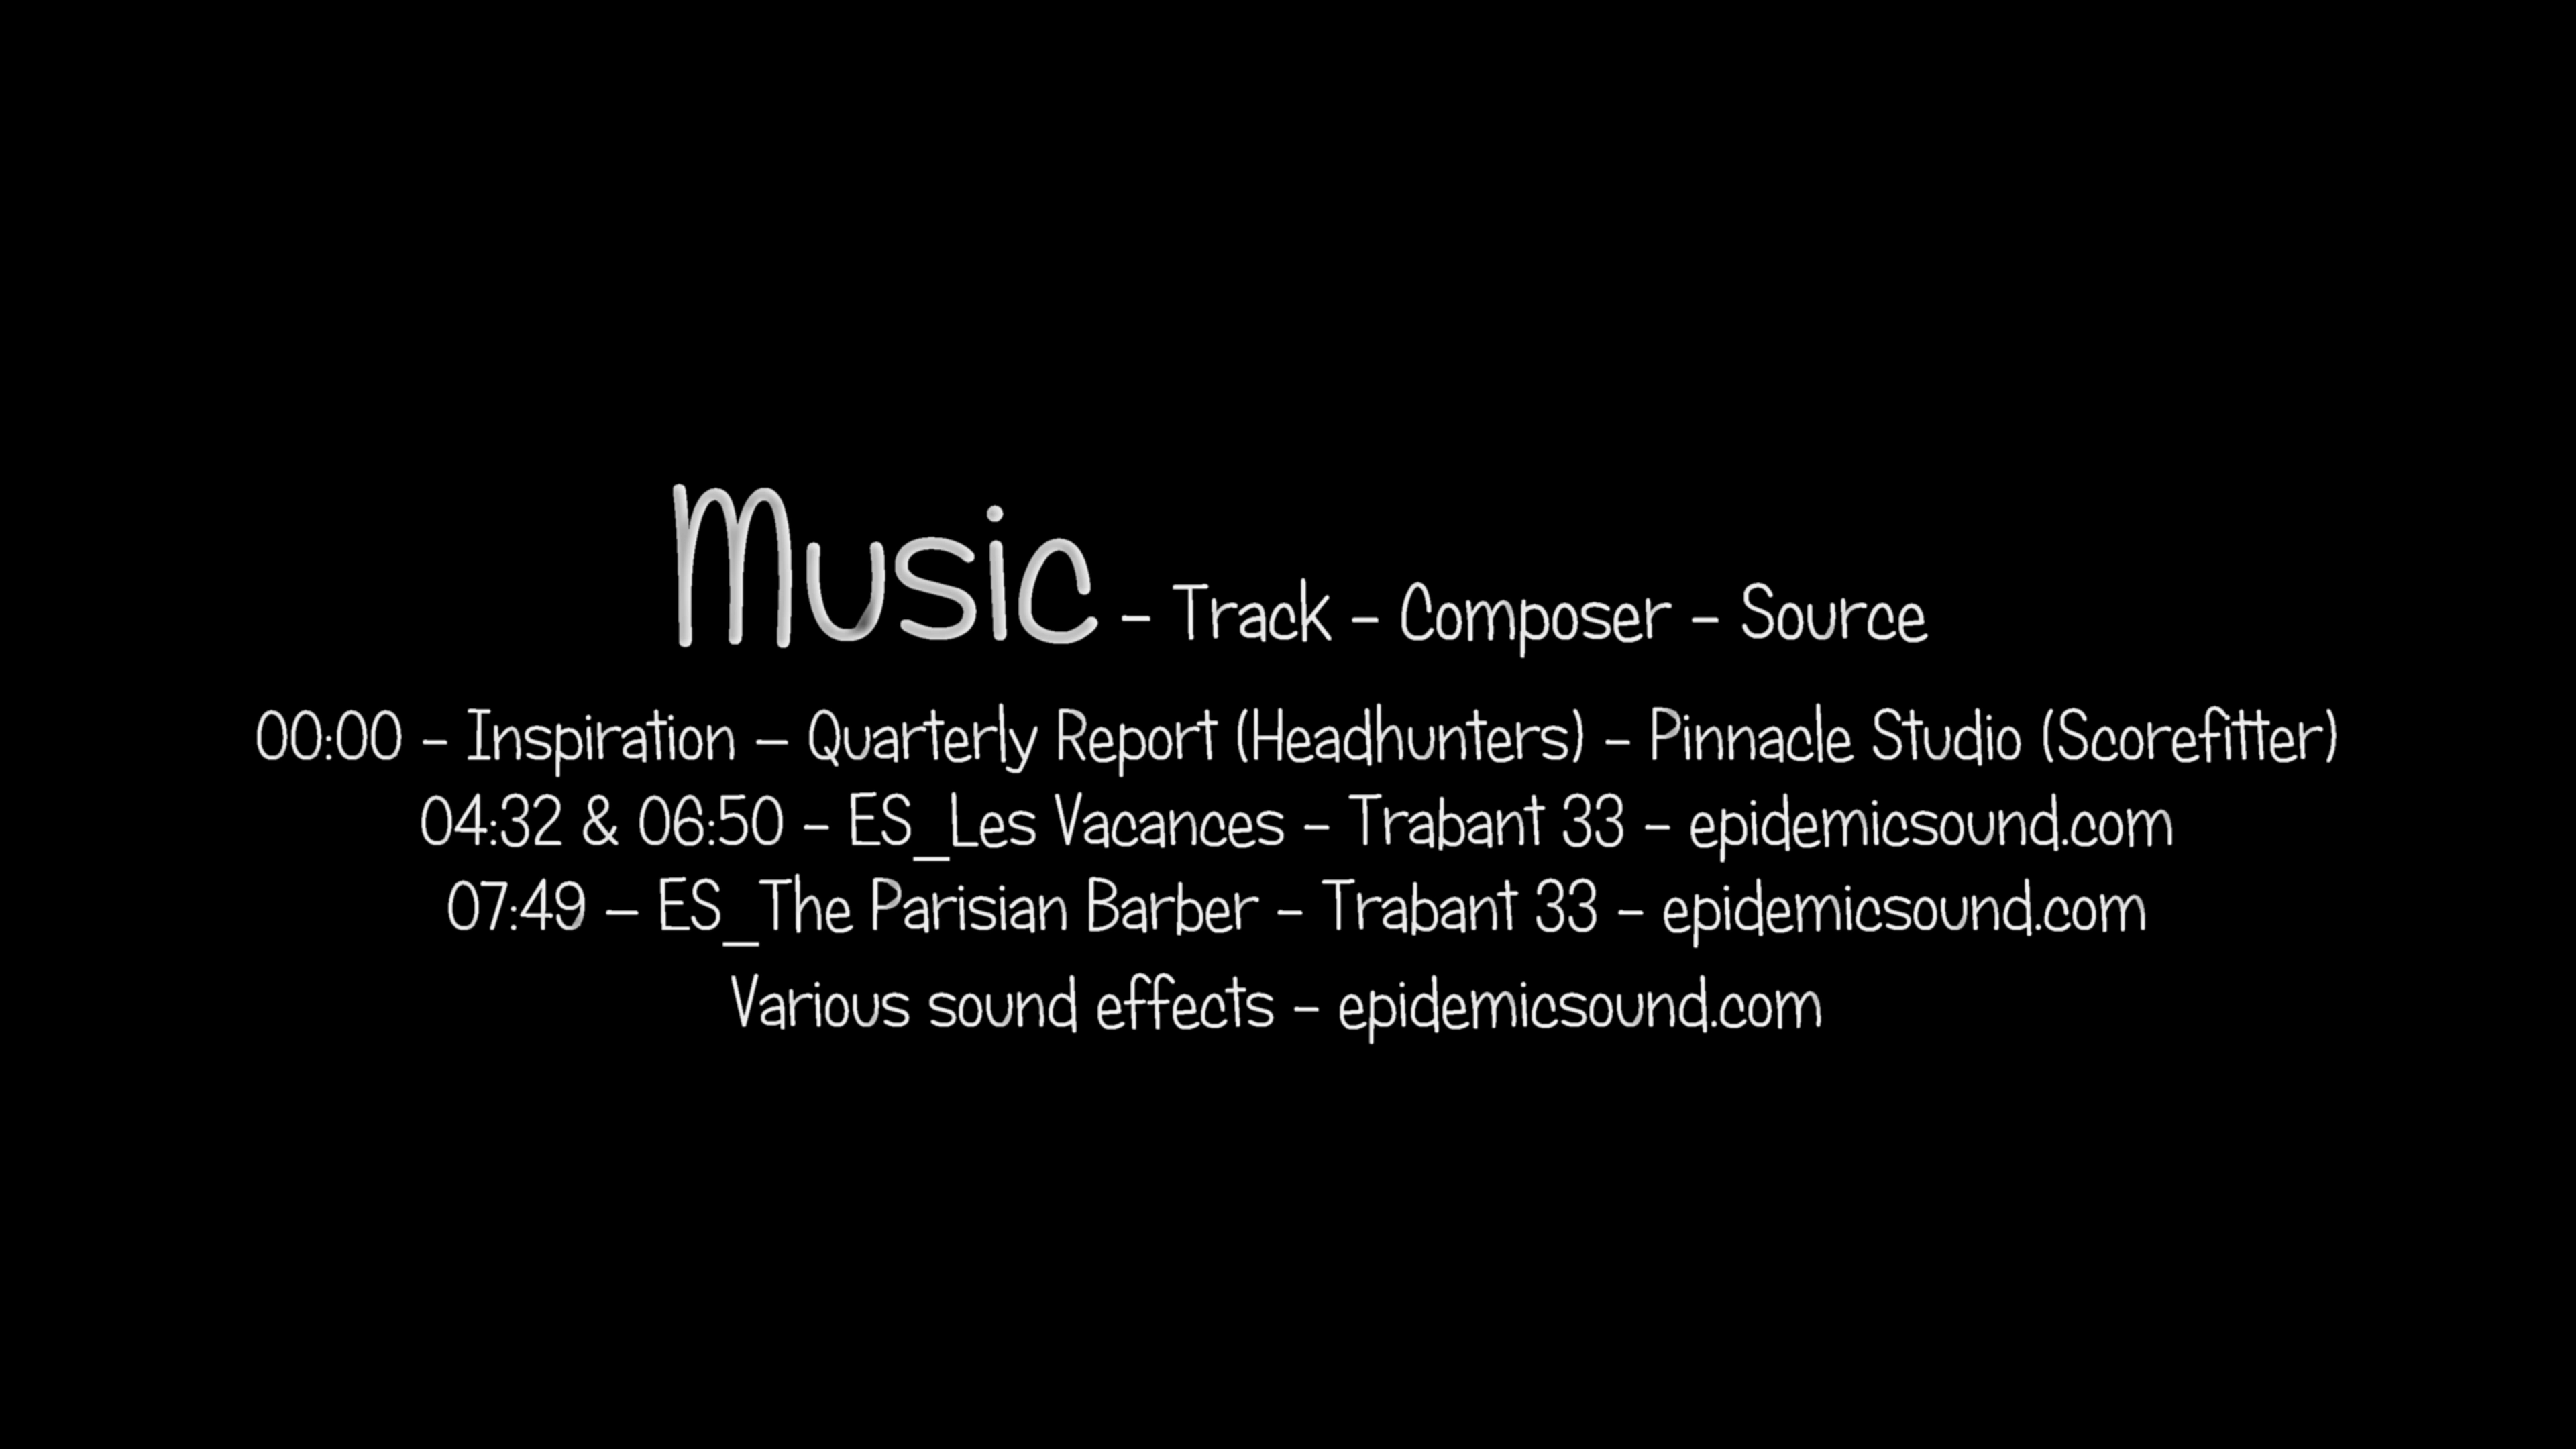 Music – Track – Composer – Source
00:00 – Inspiration – Quarterly Report (Headhunters) – Pinnacle Studio (Scorefitter)
04:32 & 06:50 – ES_Les Vacances – Trabant 33 – epidemicsound.com
07:49 – ES_The Parisian Barber – Trabant 33 – epidemicsound.com
Various sound effects – epidemicsound.com